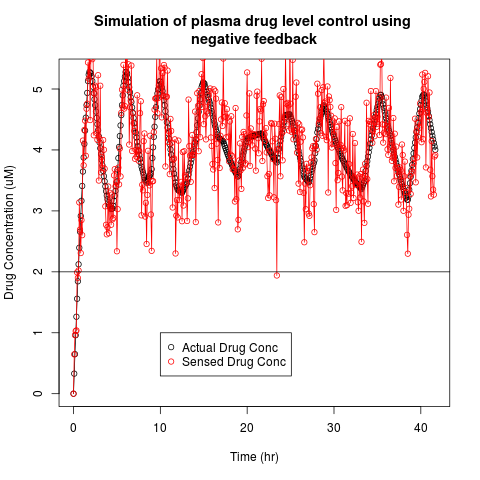 Simulation of plasma drug level control using
negative feedback
Drug Concentration (uM)
5
4
3
2
1
0
Actual Drug Conc
Sensed Drug Conc
0 10 20 30 40
Time (hr)